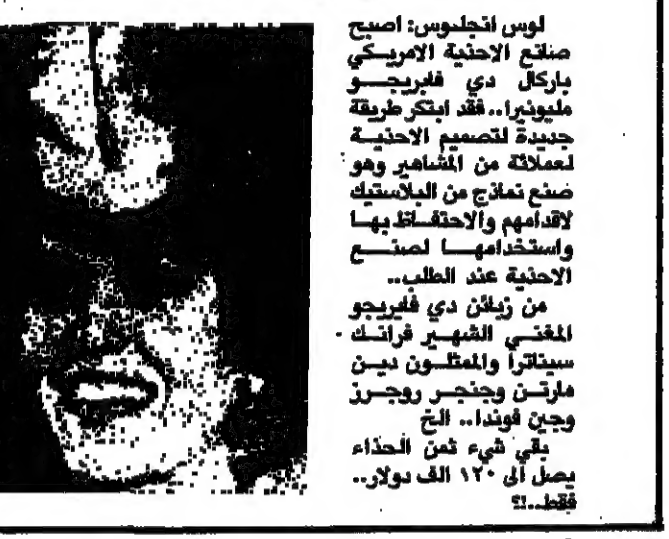 لوس انجلوس: اصبح
صانع الاحذية الامريكي
باركال دي فابريجو
مليونيرا.. فقد ابتكر طريقة
جديدة لتصميم الاحذية
لعملائه من المشاهير وهو
صنع نماذج من البلاستيك
لاقدامهم والاحتفاظ بها
واستخدامها لصنع
الاحذية عند الطلب..
من زبائن دي فابريجو
المغني الشهير فرانك
سيناترا والممثلون دين
مارتن وجنجر روجرز
وجين فوندا.. الخ
بقي شيء ثمن الحذاء
يصل الى ١٢٠ الف دولار..
فقط..!؟